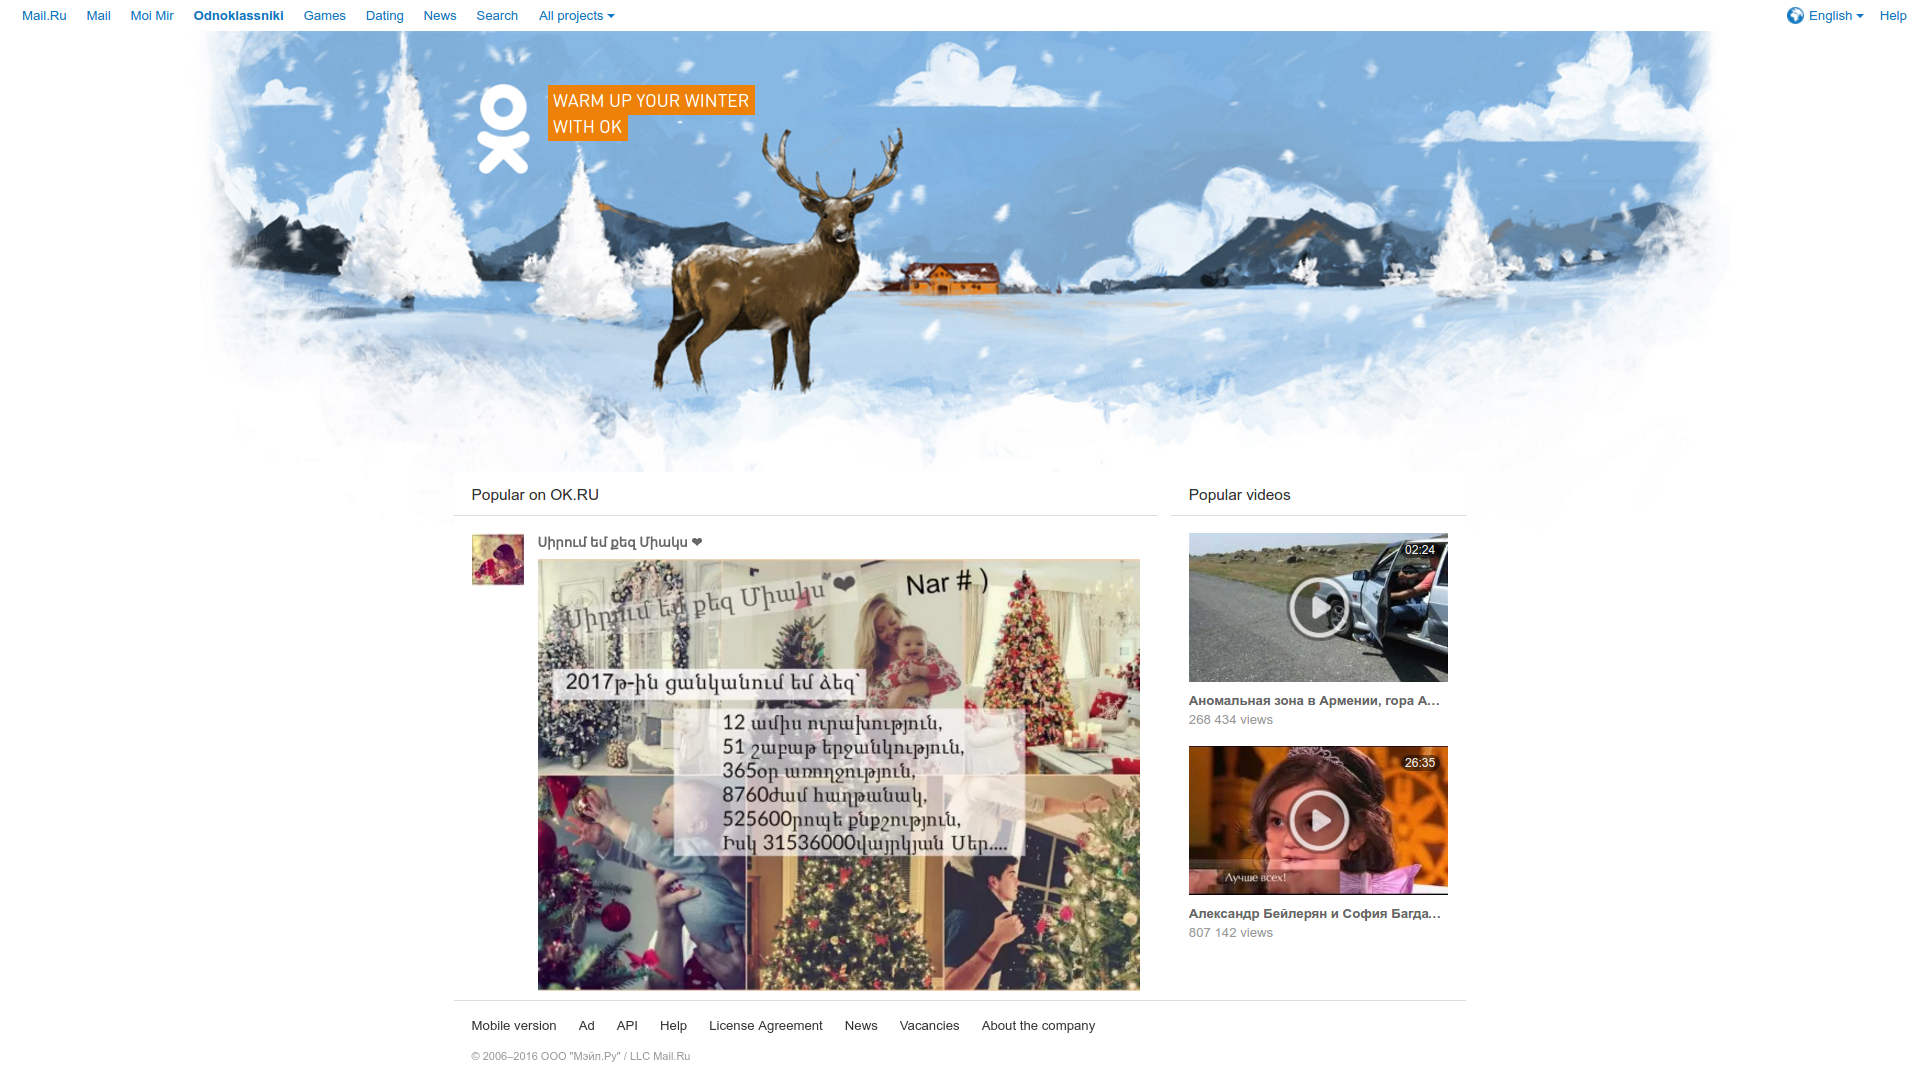 Mail.Ru Mail Moi Mir Odnoklassniki Games Dating News Search All projects English Help
WARM UP YOUR WINTER
WITH OK
Popular on OK.RU
Սիրում եմ քեզ Միակս ❤
Սիրում եմ քեզ Միակս ❤
Nar # )
2017թ-ին ցանկանում եմ ձեզ՝
12 ամիս ուրախություն,
51 շաբաթ երջանկություն,
365օր առողջություն,
8760ժամ հաղթանակ,
525600րոպե քնքշություն,
Իսկ 31536000վայրկյան Սեր....
Popular videos
02:24
Аномальная зона в Армении, гора А...
268 434 views
26:35
Лучше всех!
Александр Бейлерян и София Багда...
807 142 views
Mobile version Ad API Help License Agreement News Vacancies About the company
© 2006–2016 ООО "Мэйл.Ру" / LLC Mail.Ru